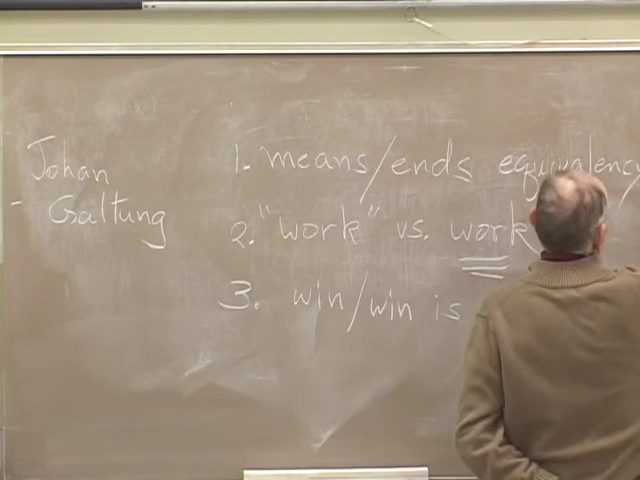 Johan
- Galtung
1. means/ends equivalency
2. "work" vs. work
3. win/win is